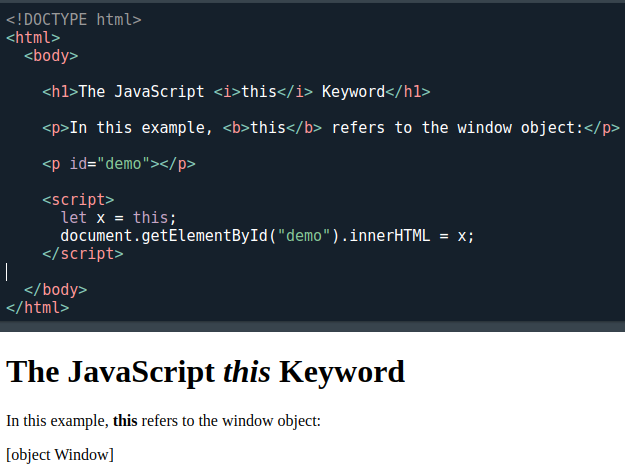 <!DOCTYPE html>
<html>
<body>
<h1>The JavaScript <i>this</i> Keyword</h1>
<p>In this example, <b>this</b> refers to the window object:</p>
<p id="demo"></p>
<script>
let x = this;
document.getElementById("demo").innerHTML = x;
</script>
</body>
</html>
The JavaScript this Keyword
In this example, this refers to the window object:
[object Window]